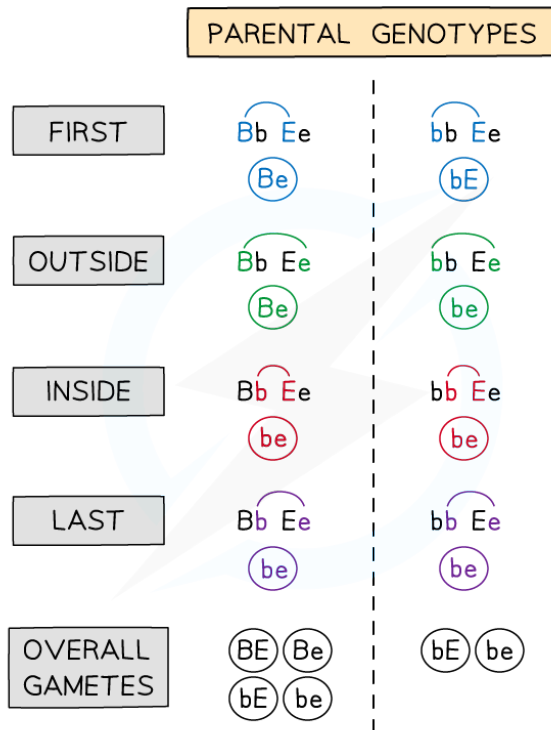 PARENTAL GENOTYPES
FIRST
Bb Ee
bb Ee
Be
bE
OUTSIDE
Bb Ee
bb Ee
Be
be
INSIDE
Bb Ee
bb Ee
be
be
LAST
Bb Ee
bb Ee
be
be
OVERALL
GAMETES
BE Be
bE be
bE be